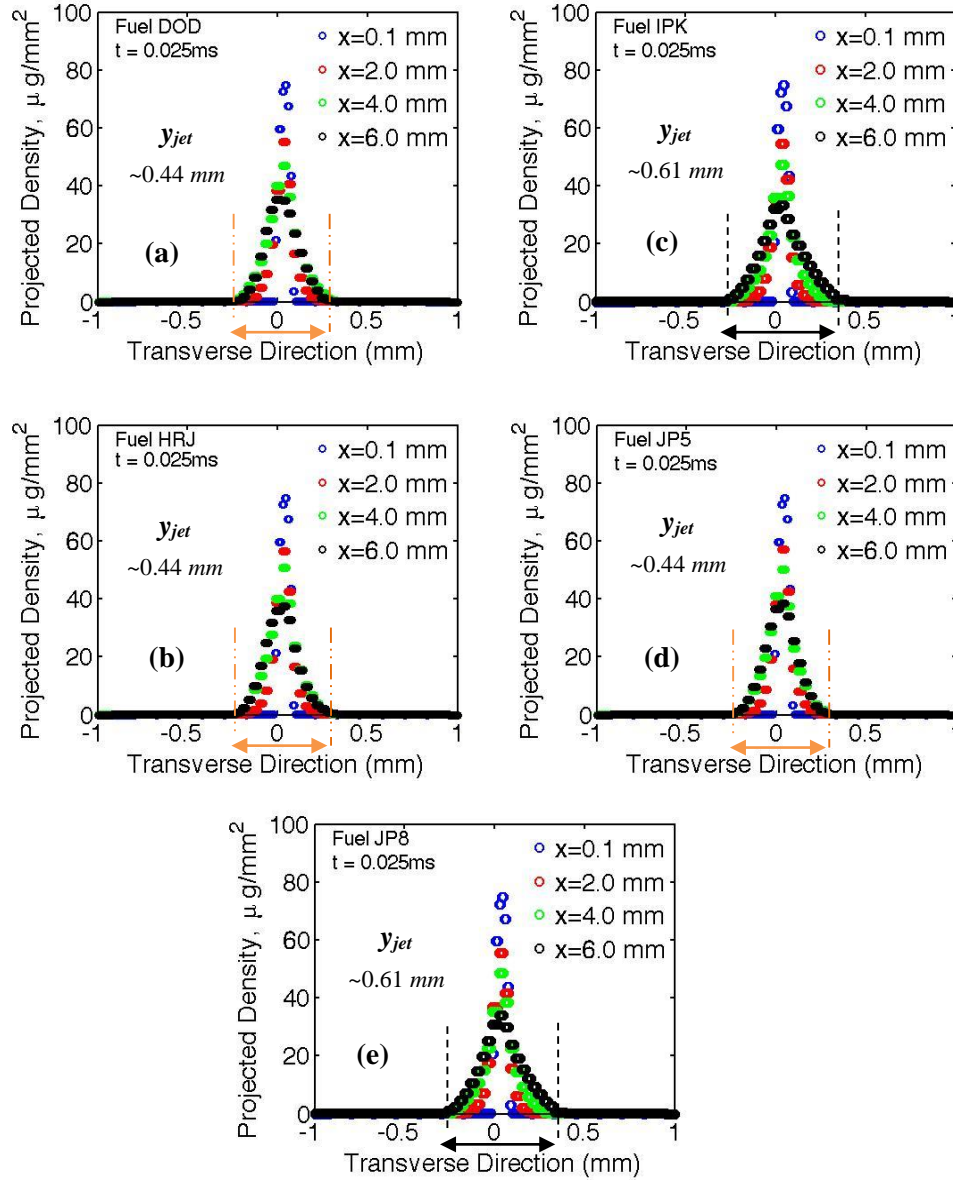 Fuel DOD
t = 0.025ms
x=0.1 mm
x=2.0 mm
x=4.0 mm
x=6.0 mm
y_jet
~0.44 mm
(a)
100
80
60
40
20
0
-1
-0.5
0
0.5
1
Projected Density, μ g/mm²
Transverse Direction (mm)
Fuel IPK
t = 0.025ms
x=0.1 mm
x=2.0 mm
x=4.0 mm
x=6.0 mm
y_jet
~0.61 mm
(c)
100
80
60
40
20
0
-1
-0.5
0
0.5
1
Projected Density, μ g/mm²
Transverse Direction (mm)
Fuel HRJ
t = 0.025ms
x=0.1 mm
x=2.0 mm
x=4.0 mm
x=6.0 mm
y_jet
~0.44 mm
(b)
100
80
60
40
20
0
-1
-0.5
0
0.5
1
Projected Density, μ g/mm²
Transverse Direction (mm)
Fuel JP5
t = 0.025ms
x=0.1 mm
x=2.0 mm
x=4.0 mm
x=6.0 mm
y_jet
~0.44 mm
(d)
100
80
60
40
20
0
-1
-0.5
0
0.5
1
Projected Density, μ g/mm²
Transverse Direction (mm)
Fuel JP8
t = 0.025ms
x=0.1 mm
x=2.0 mm
x=4.0 mm
x=6.0 mm
y_jet
~0.61 mm
(e)
100
80
60
40
20
0
-1
-0.5
0
0.5
1
Projected Density, μ g/mm²
Transverse Direction (mm)